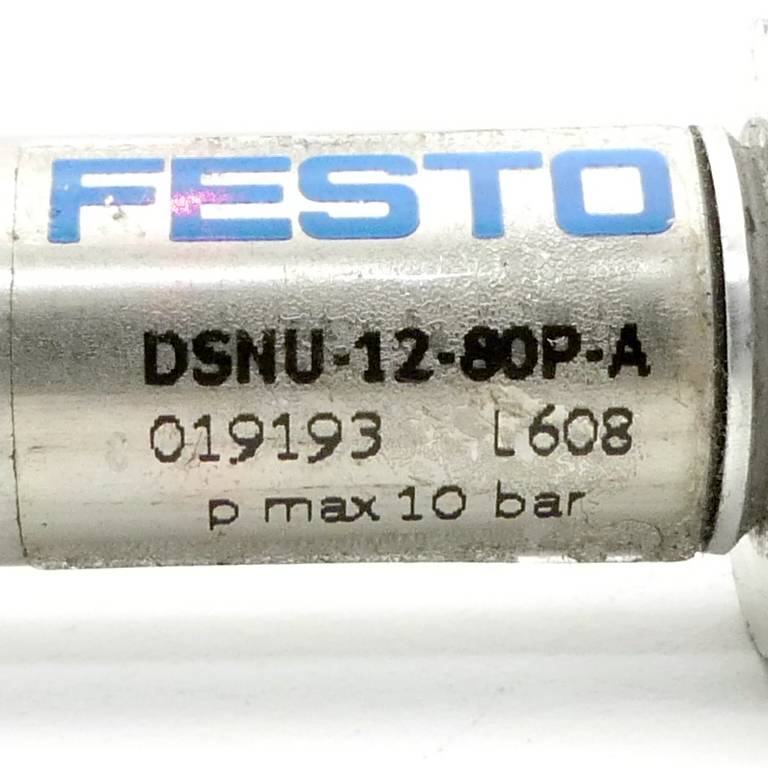 FESTO
DSNU-12-80P-A
019193 L608
p max 10 bar